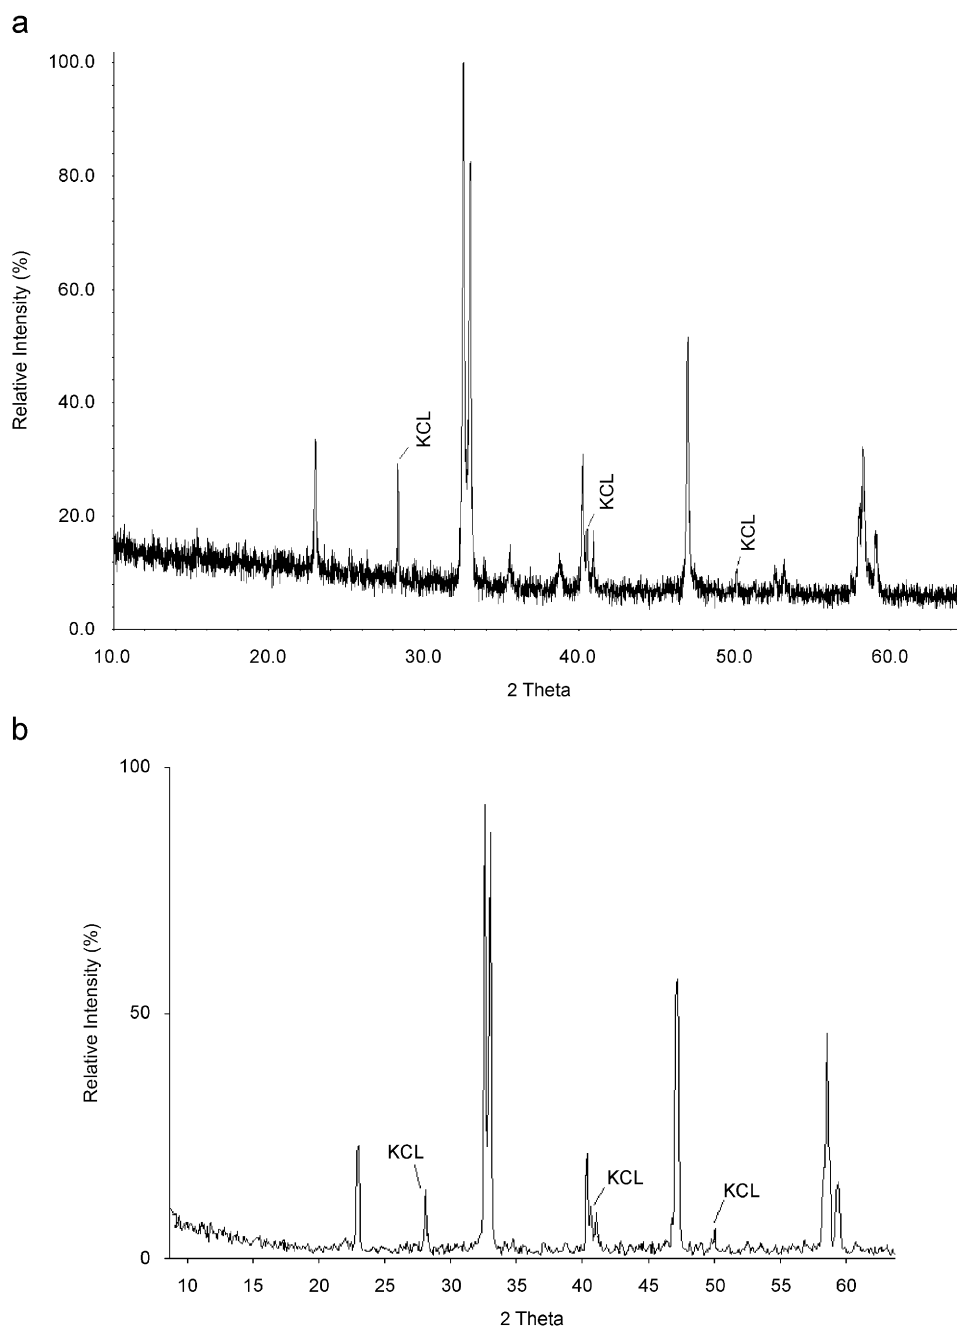 a
100.0
80.0
60.0
40.0
20.0
0.0
Relative Intensity (%)
KCL
KCL
KCL
10.0 20.0 30.0 40.0 50.0 60.0
2 Theta
b
100
50
0
Relative Intensity (%)
KCL
KCL
KCL
10 15 20 25 30 35 40 45 50 55 60
2 Theta